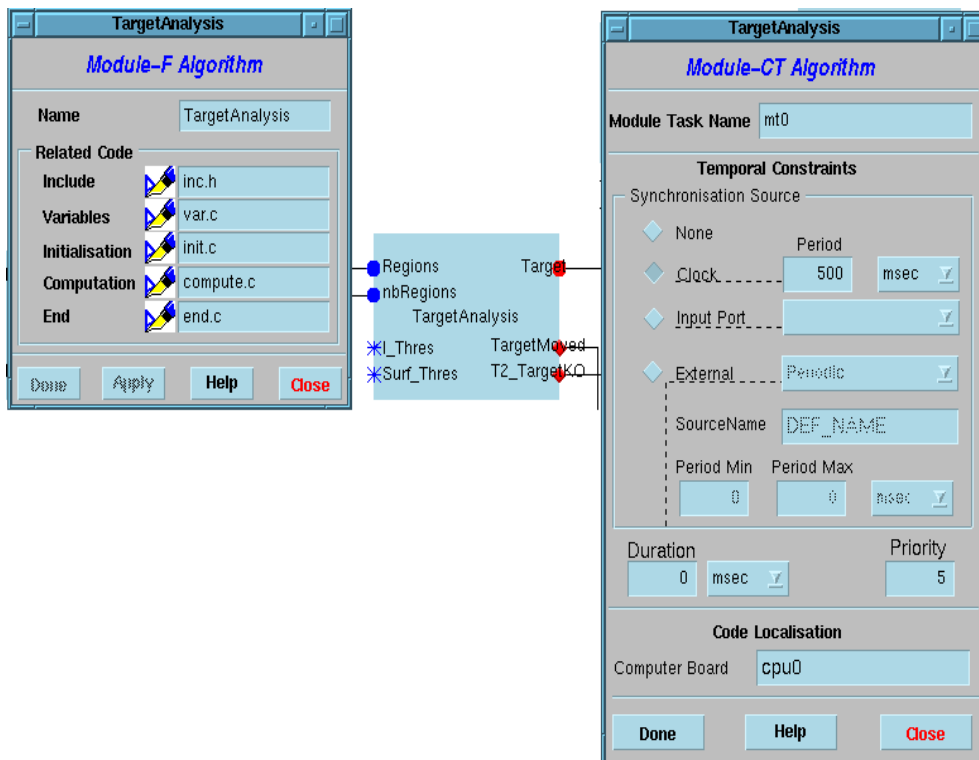 TargetAnalysis
Module-F Algorithm
Name TargetAnalysis
Related Code
Include inc.h
Variables var.c
Initialisation init.c
Computation compute.c
End end.c
Done Apply Help Close
Regions Target
nbRegions
TargetAnalysis
I_Thres TargetMoved
Surf_Thres T2_TargetKO
TargetAnalysis
Module-CT Algorithm
Module Task Name mt0
Temporal Constraints
Synchronisation Source
None
Period
Clock 500 msec
Input Port
External Periodic
SourceName DEF_NAME
Period Min Period Max
0 0 msec
Duration Priority
0 msec 5
Code Localisation
Computer Board cpu0
Done Help Close